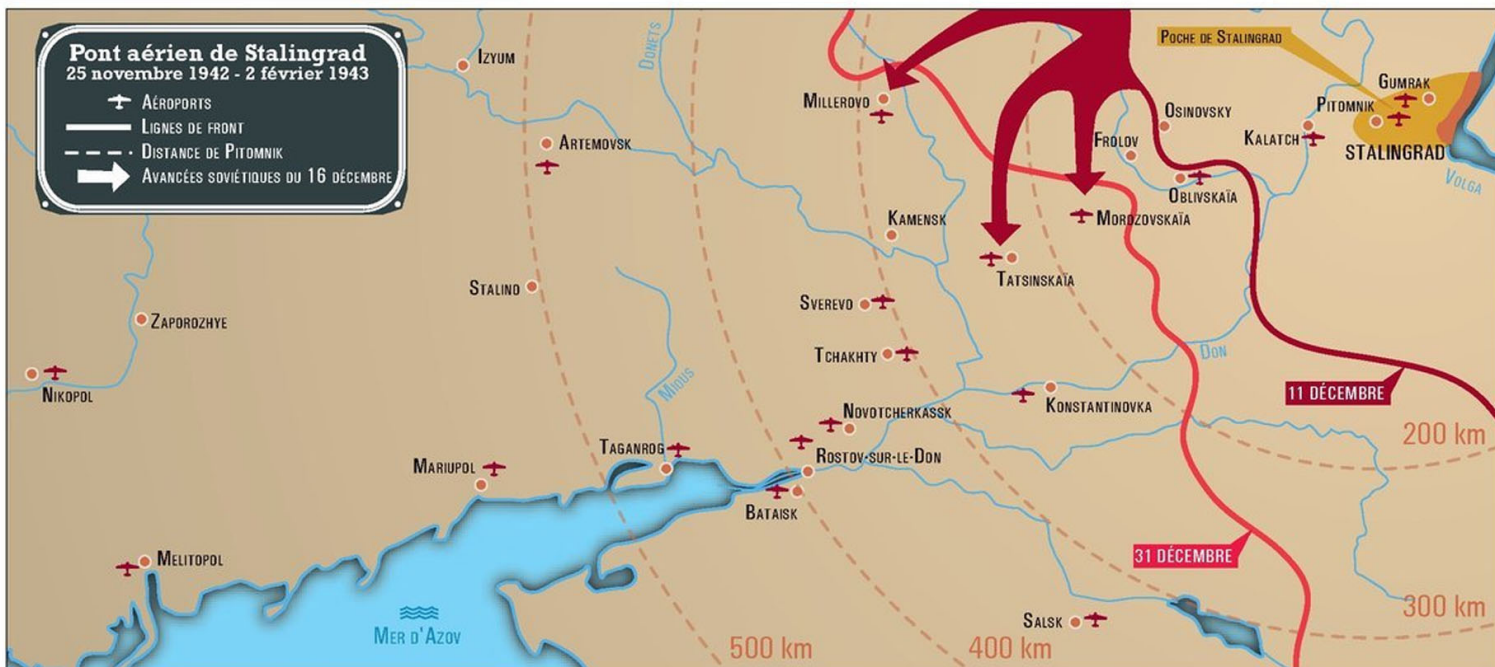 Pont aérien de Stalingrad
25 novembre 1942 - 2 février 1943
Aéroports
Lignes de front
Distance de Pitomnik
Avancées soviétiques du 16 décembre
Izyum
Donets
Poche de Stalingrad
Gumrak
Millerovo
Pitomnik
Osinovsky
Artemovsk
Frolov
Kalatch
STALINGRAD
Volga
Oblivskaïa
Kamensk
Mordzovskaïa
Tatsinskaïa
Stalino
Sverevo
Zaporozhye
Tchakhty
Don
Nikopol
Mious
Konstantinovka
11 DÉCEMBRE
Novotcherkassk
200 km
Taganrog
Rostov-sur-le-Don
Mariupol
Bataisk
31 DÉCEMBRE
Melitopol
300 km
Salsk
Mer d'Azov
500 km
400 km